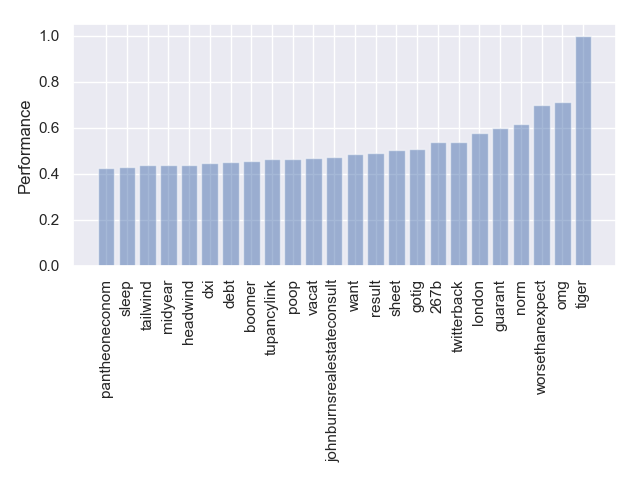 1.0
0.8
0.6
0.4
0.2
0.0
Performance
pantheoneconom
sleep
tailwind
midyear
headwind
dxi
debt
boomer
tupancylink
poop
vacat
johnburnsrealestateconsult
want
result
sheet
gotig
267b
twitterback
london
guarant
norm
worsethanexpect
omg
tiger